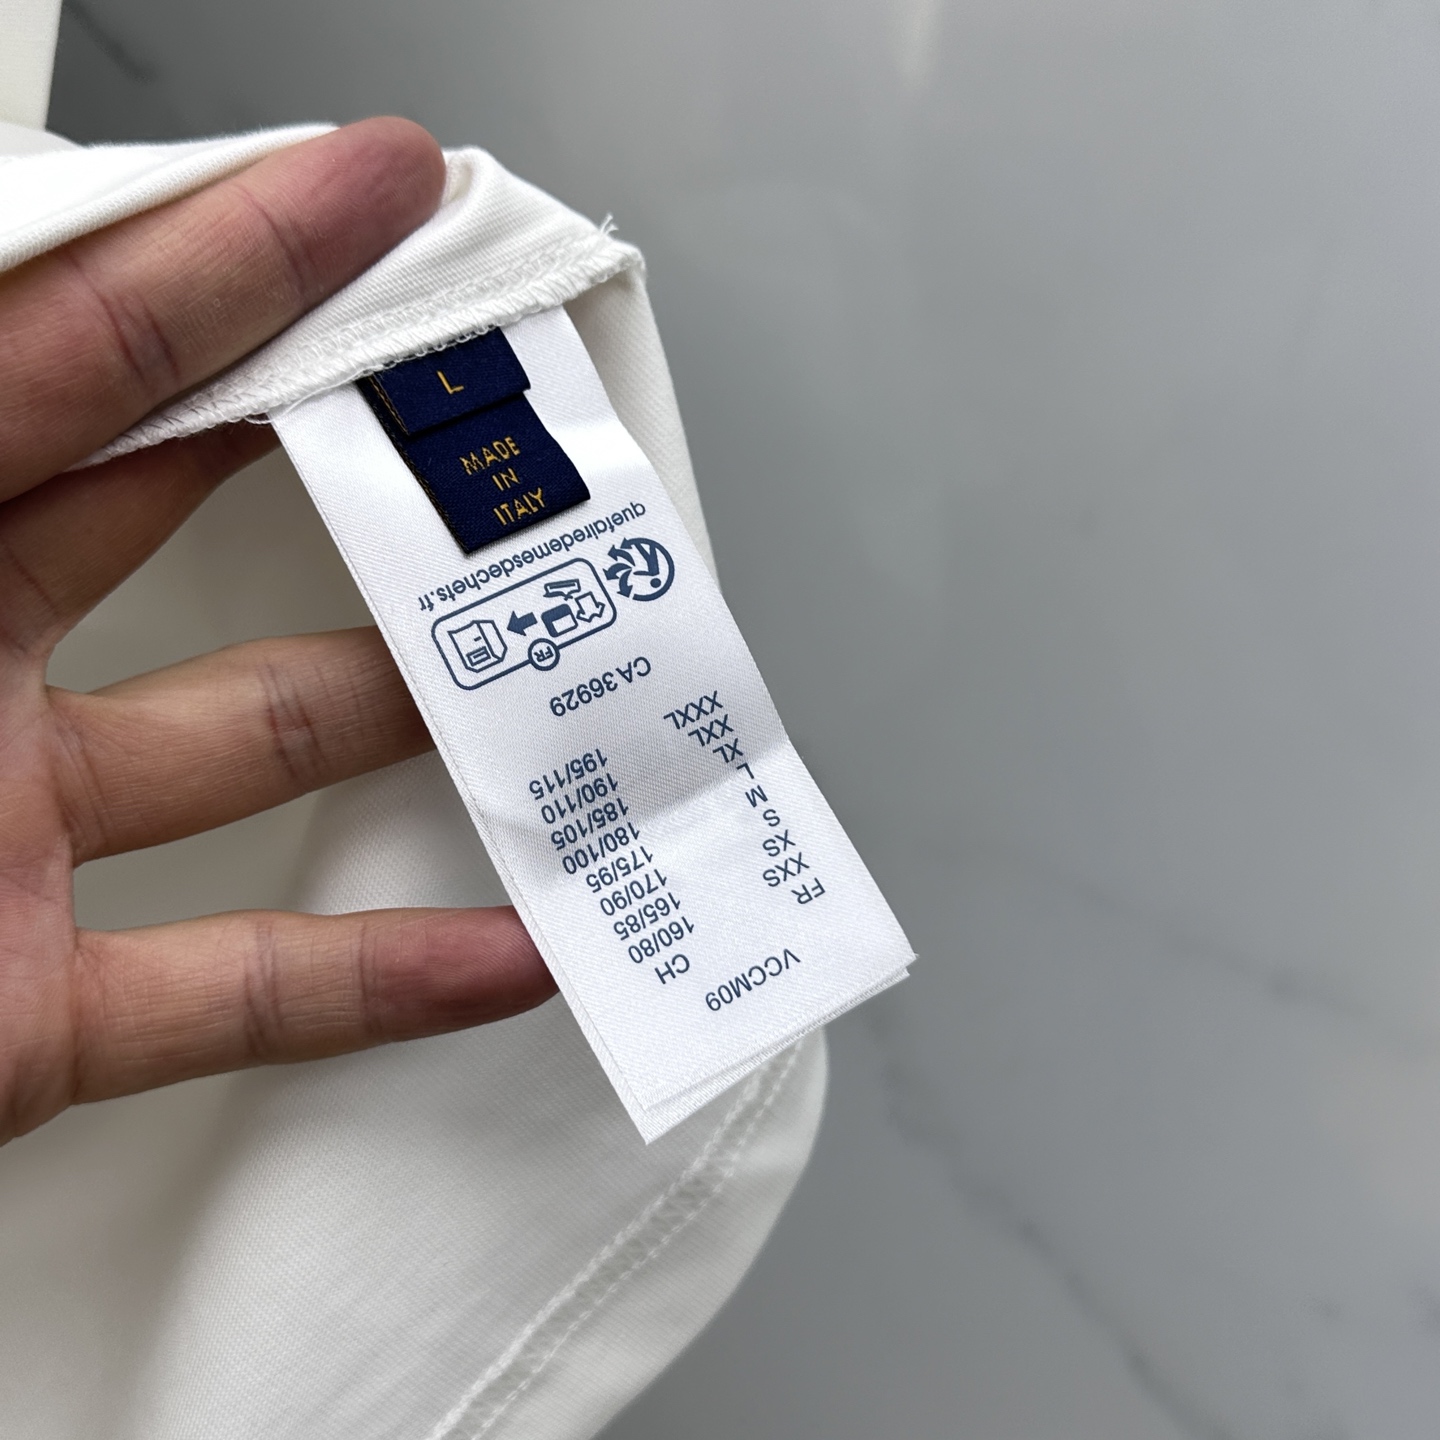 L
MADE
IN
ITALY
VCCM09
FR CH
XXS 160/80
XS 165/85
S 170/90
M 175/95
L 180/100
XL 185/105
XXL 190/110
XXXL 195/115
CA 36929
FR
quefairedemesdechets.fr